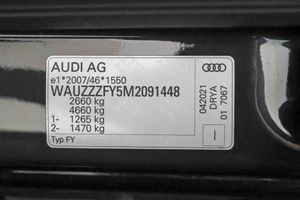 AUDI AG
e1*2007/46*1550
WAUZZZFY5M2091448
2660 kg
4660 kg
1- 1265 kg
2- 1470 kg
Typ FY
042021
DRYA
01 7067
I